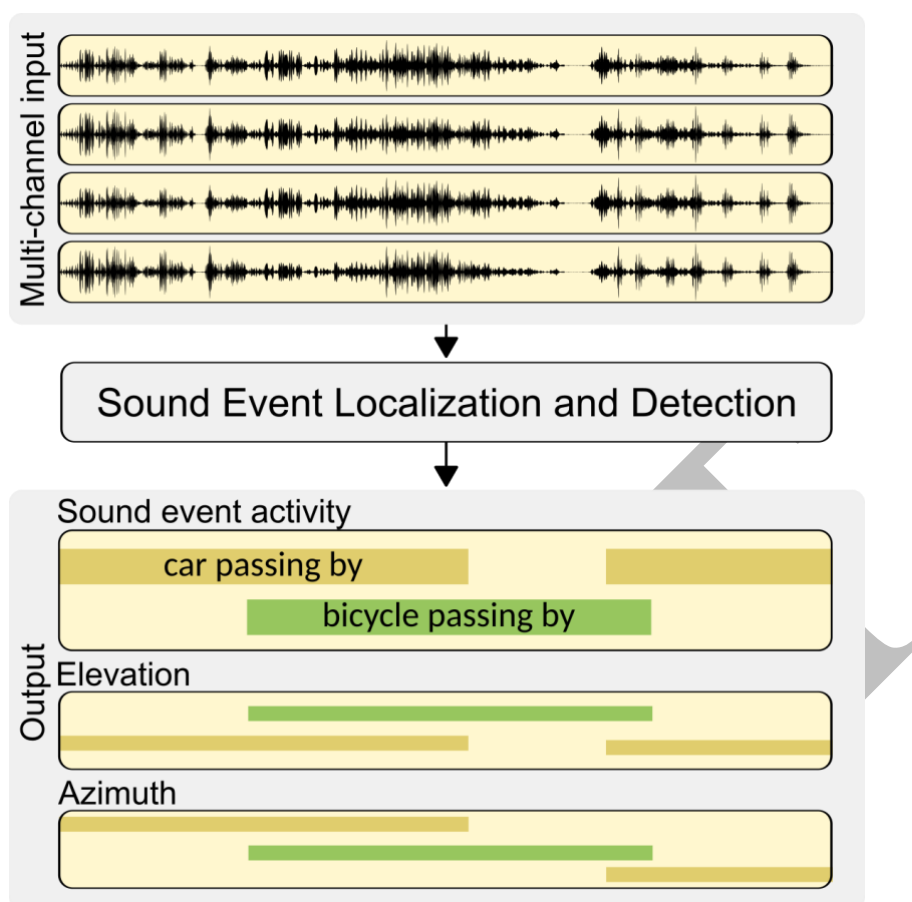 Multi-channel input
Sound Event Localization and Detection
Output
Sound event activity
car passing by
bicycle passing by
Elevation
Azimuth